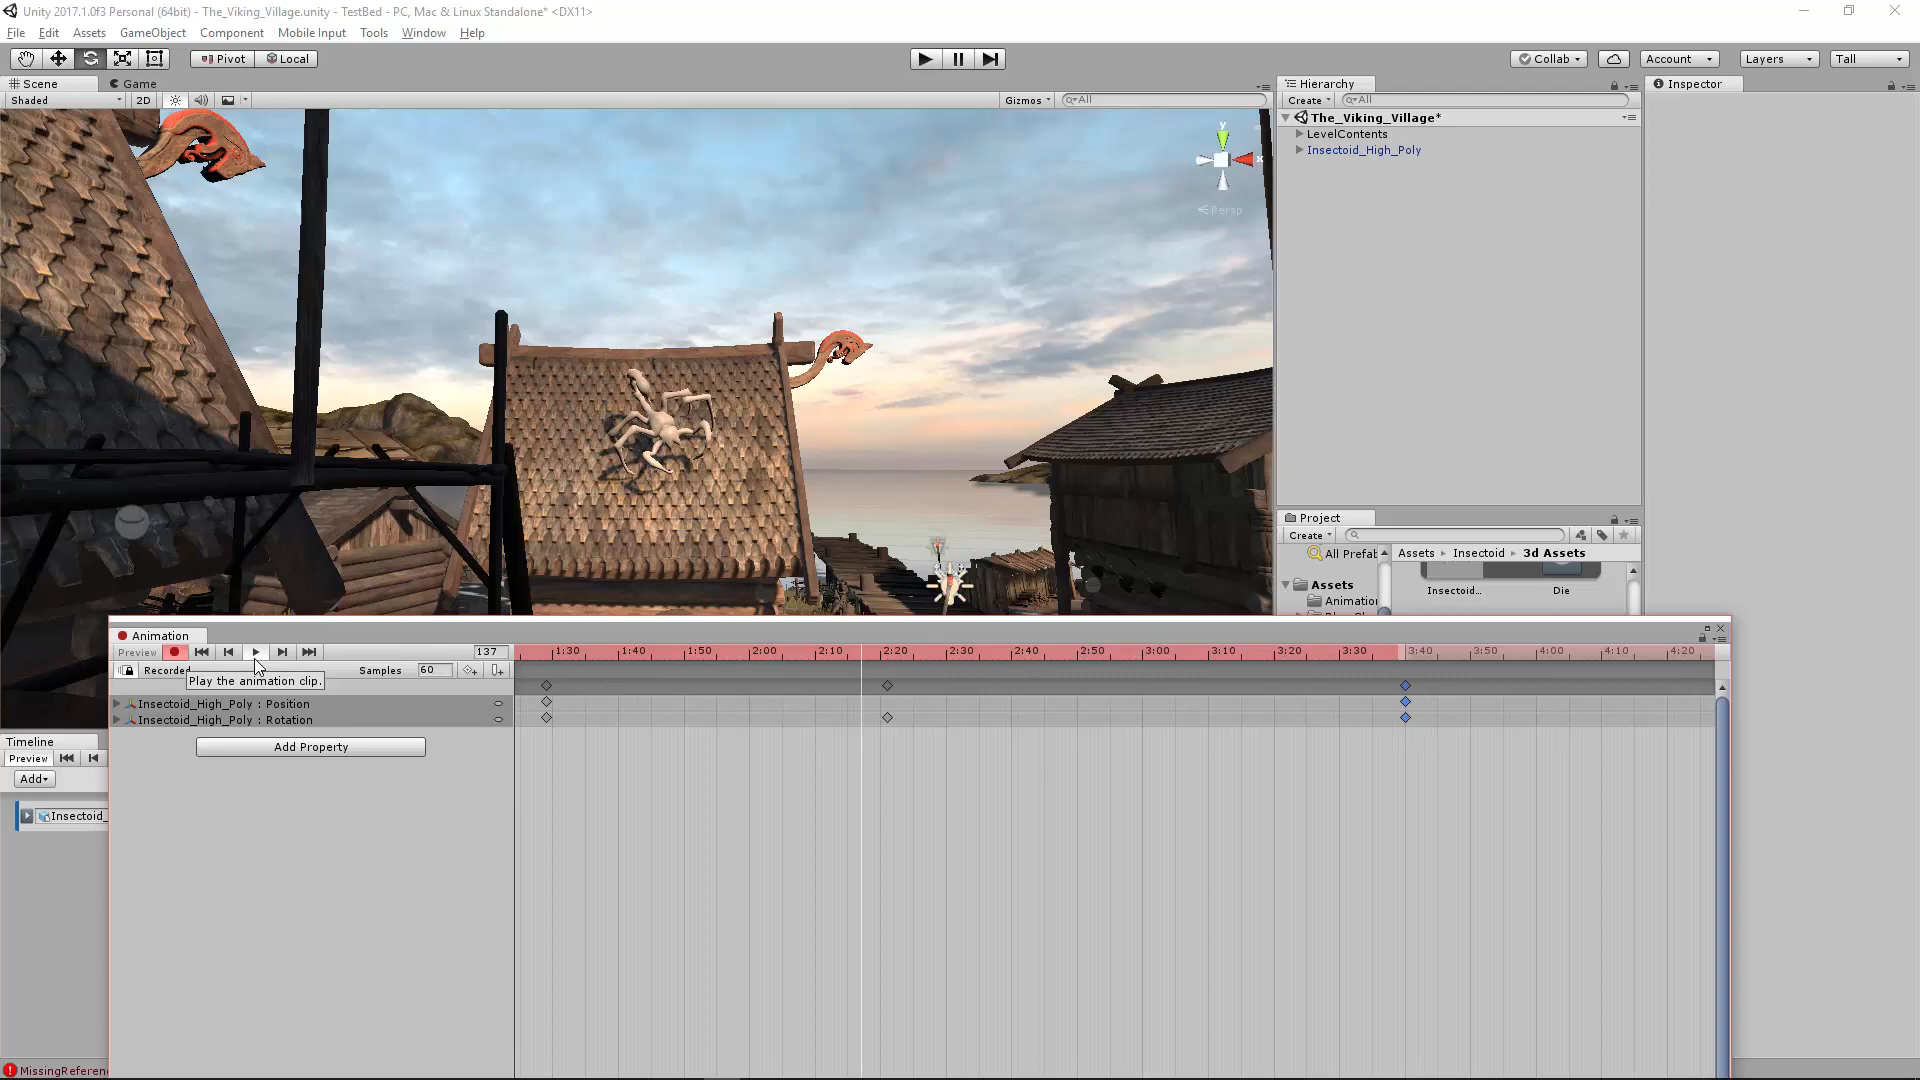 Unity 2017.1.0f3 Personal (64bit) - The_Viking_Village.unity - TestBed - PC, Mac & Linux Standalone* <DX11>
File Edit Assets GameObject Component Mobile Input Tools Window Help
Pivot Local Collab Account Layers Tall
Scene Game
Shaded 2D Gizmos All
Hierarchy
Create All
The_Viking_Village*
LevelContents
Insectoid_High_Poly
Inspector
y
x
Persp
Project
Create
All Prefab
Assets Insectoid 3d Assets
Assets
Animation
Insectoid... Die
Animation
Preview 137
1:30 1:40 1:50 2:00 2:10 2:20 2:30 2:40 2:50 3:00 3:10 3:20 3:30 3:40 3:50 4:00 4:10 4:20
Recorded Samples 60
Play the animation clip.
Insectoid_High_Poly : Position
Insectoid_High_Poly : Rotation
Add Property
Timeline
Preview
Add
Insectoid_
MissingReferen